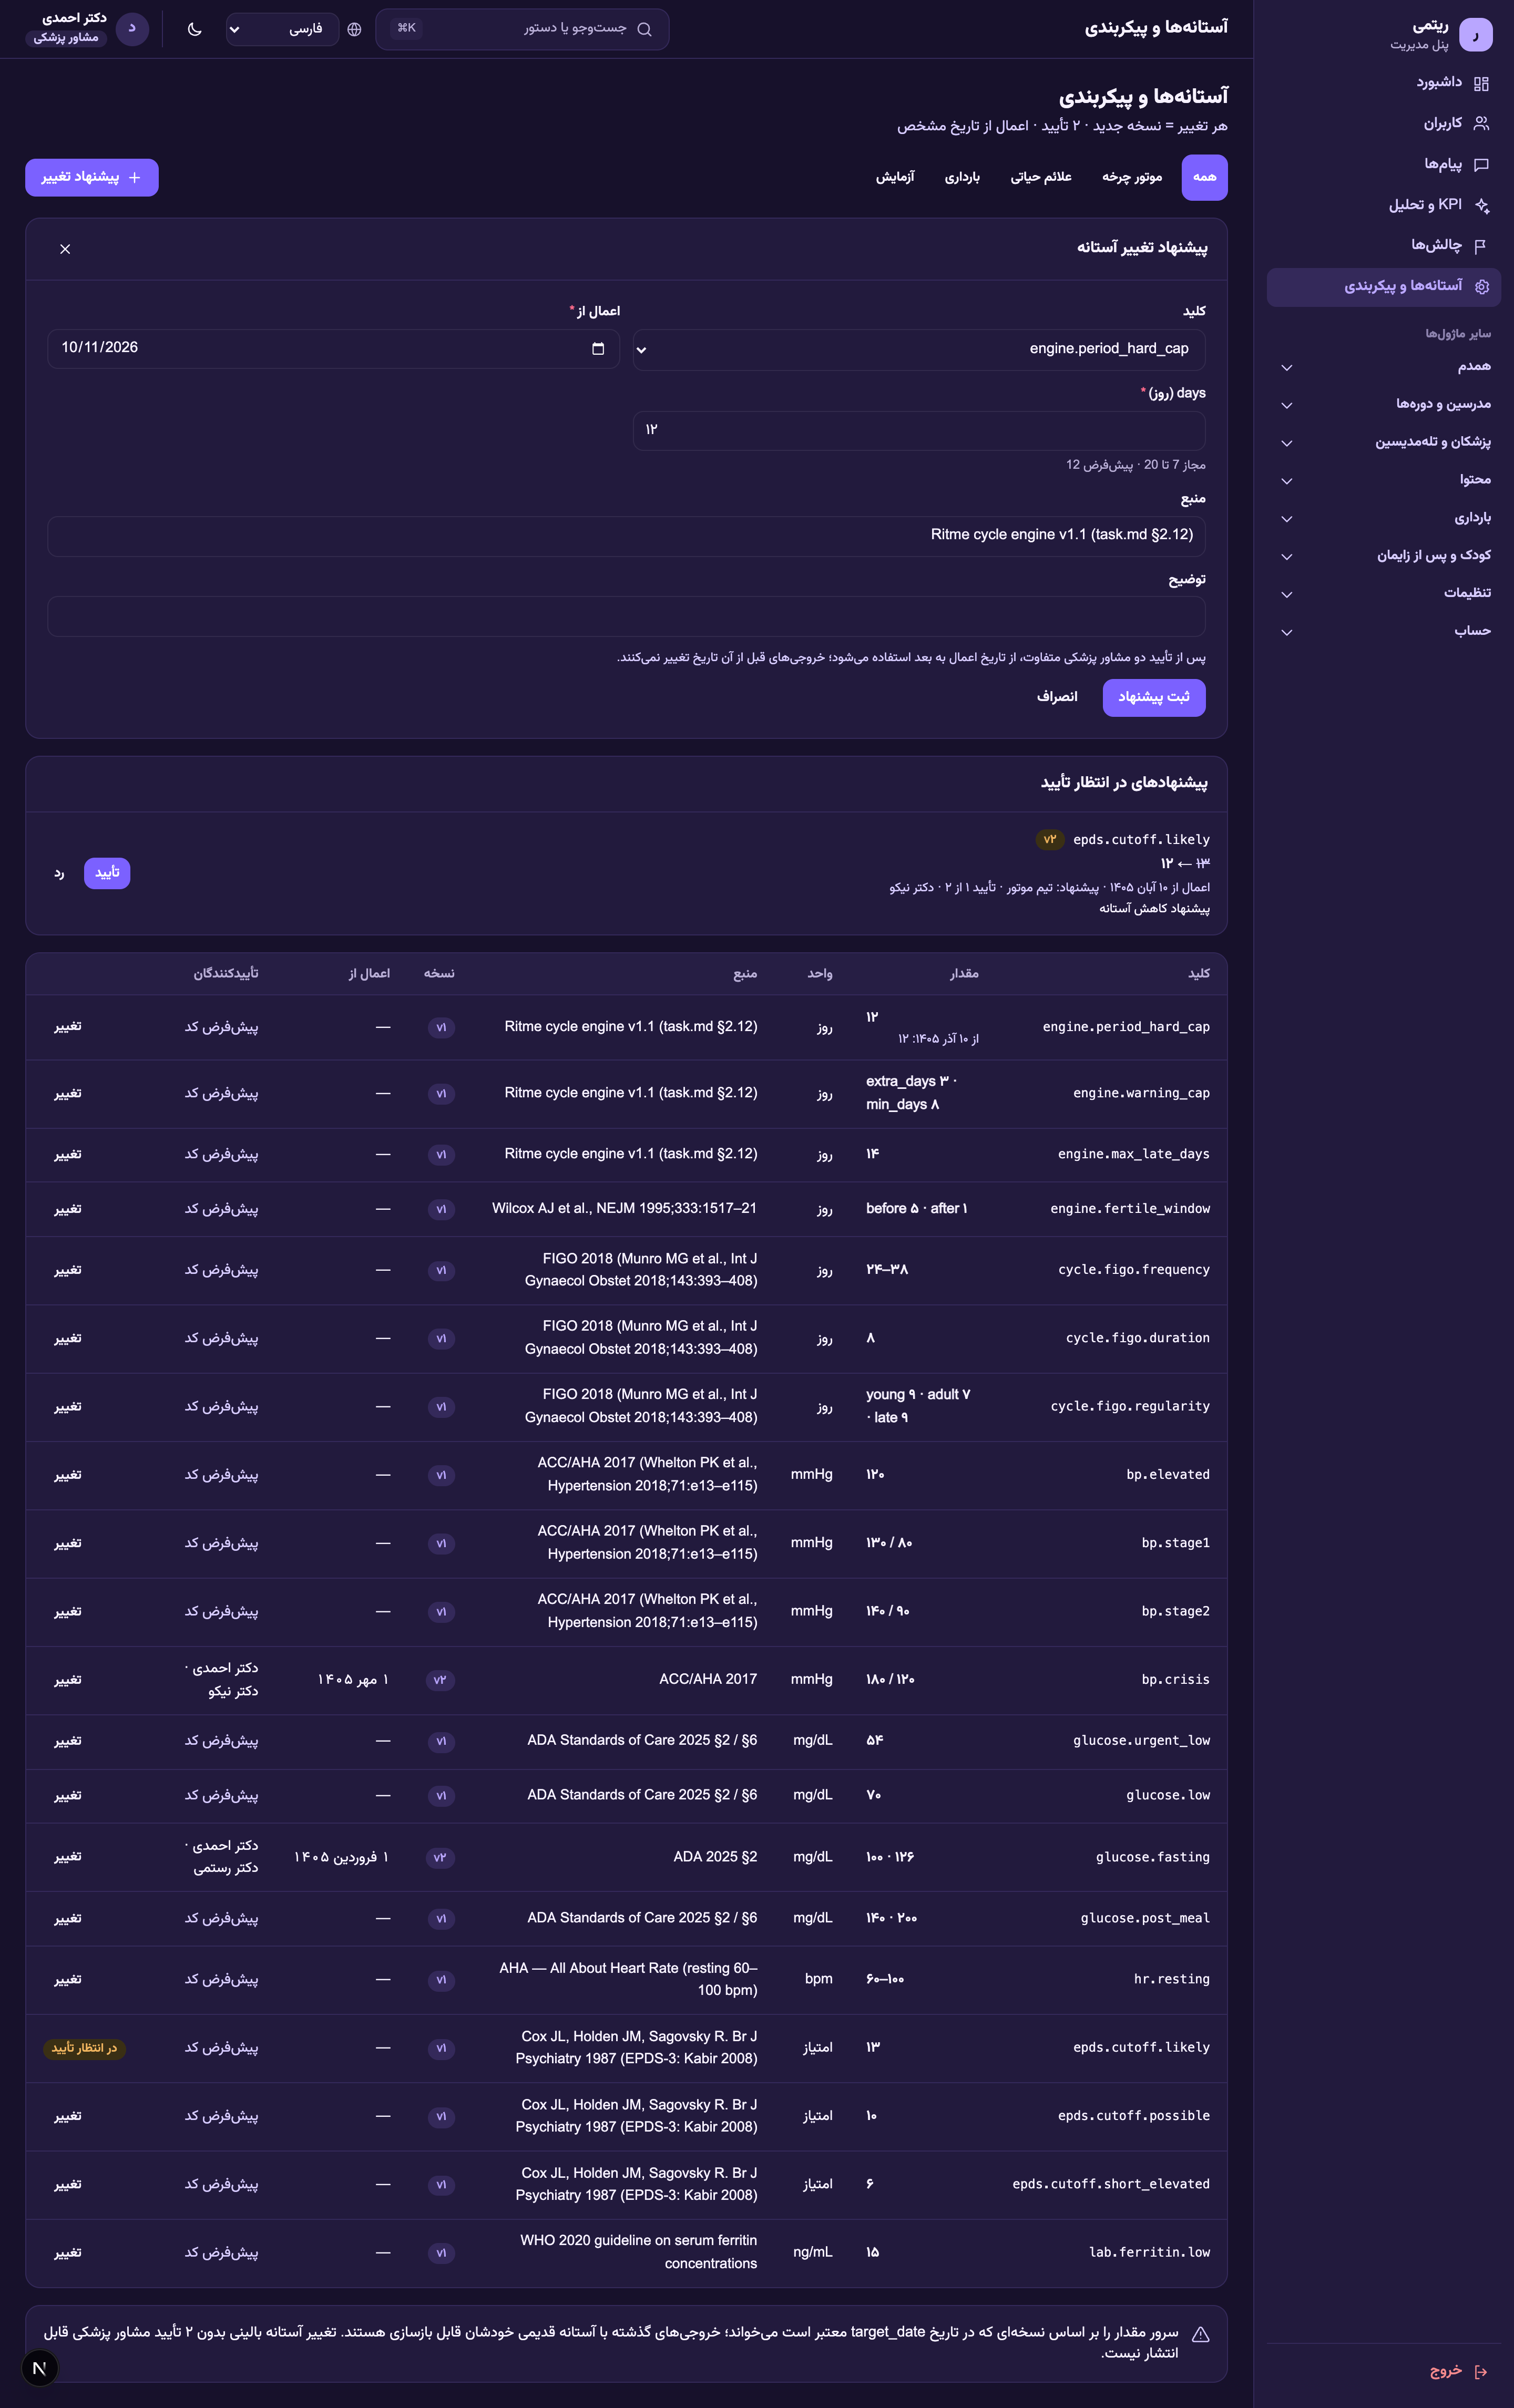 ر
ریتمی
پنل مدیریت
داشبورد
کاربران
پیام‌ها
KPI و تحلیل
چالش‌ها
آستانه‌ها و پیکربندی
سایر ماژول‌ها
همدم
مدرسین و دوره‌ها
پزشکان و تله‌مدیسین
محتوا
بارداری
کودک و پس از زایمان
تنظیمات
حساب
خروج
آستانه‌ها و پیکربندی
جست‌وجو یا دستور
⌘K
فارسی
د
دکتر احمدی
مشاور پزشکی
آستانه‌ها و پیکربندی
هر تغییر = نسخه جدید · ۲ تأیید · اعمال از تاریخ مشخص
همه
موتور چرخه
علائم حیاتی
بارداری
آزمایش
پیشنهاد تغییر
پیشنهاد تغییر آستانه
کلید
engine.period_hard_cap
اعمال از *
10/11/2026
days (روز) *
۱۲
مجاز 7 تا 20 · پیش‌فرض 12
منبع
Ritme cycle engine v1.1 (task.md §2.12)
توضیح
پس از تأیید دو مشاور پزشکی متفاوت، از تاریخ اعمال به بعد استفاده می‌شود؛ خروجی‌های قبل از آن تاریخ تغییر نمی‌کنند.
ثبت پیشنهاد
انصراف
پیشنهادهای در انتظار تأیید
epds.cutoff.likely v۲
۱۳ ← ۱۲
اعمال از ۱۰ آبان ۱۴۰۵ · پیشنهاد: تیم موتور · تأیید ۱ از ۲ · دکتر نیکو
پیشنهاد کاهش آستانه
تأیید
رد
کلید مقدار واحد منبع نسخه اعمال از تأییدکنندگان
engine.period_hard_cap ۱۲ روز Ritme cycle engine v1.1 (task.md §2.12) v۱ — پیش‌فرض کد تغییر
از ۱۰ آذر ۱۴۰۵: ۱۲
engine.warning_cap extra_days ۳ · روز Ritme cycle engine v1.1 (task.md §2.12) v۱ — پیش‌فرض کد تغییر
min_days ۸
engine.max_late_days ۱۴ روز Ritme cycle engine v1.1 (task.md §2.12) v۱ — پیش‌فرض کد تغییر
engine.fertile_window before ۵ · after ۱ روز Wilcox AJ et al., NEJM 1995;333:1517–21 v۱ — پیش‌فرض کد تغییر
cycle.figo.frequency ۲۴–۳۸ روز FIGO 2018 (Munro MG et al., Int J v۱ — پیش‌فرض کد تغییر
Gynaecol Obstet 2018;143:393–408)
cycle.figo.duration ۸ روز FIGO 2018 (Munro MG et al., Int J v۱ — پیش‌فرض کد تغییر
Gynaecol Obstet 2018;143:393–408)
cycle.figo.regularity young ۹ · adult ۷ روز FIGO 2018 (Munro MG et al., Int J v۱ — پیش‌فرض کد تغییر
· late ۹ Gynaecol Obstet 2018;143:393–408)
bp.elevated ۱۲۰ mmHg ACC/AHA 2017 (Whelton PK et al., v۱ — پیش‌فرض کد تغییر
Hypertension 2018;71:e13–e115)
bp.stage1 ۱۳۰ / ۸۰ mmHg ACC/AHA 2017 (Whelton PK et al., v۱ — پیش‌فرض کد تغییر
Hypertension 2018;71:e13–e115)
bp.stage2 ۱۴۰ / ۹۰ mmHg ACC/AHA 2017 (Whelton PK et al., v۱ — پیش‌فرض کد تغییر
Hypertension 2018;71:e13–e115)
bp.crisis ۱۸۰ / ۱۲۰ mmHg ACC/AHA 2017 v۲ ۱ مهر ۱۴۰۵ دکتر احمدی · تغییر
دکتر نیکو
glucose.urgent_low ۵۴ mg/dL ADA Standards of Care 2025 §2 / §6 v۱ — پیش‌فرض کد تغییر
glucose.low ۷۰ mg/dL ADA Standards of Care 2025 §2 / §6 v۱ — پیش‌فرض کد تغییر
glucose.fasting ۱۰۰ · ۱۲۶ mg/dL ADA 2025 §2 v۲ ۱ فروردین ۱۴۰۵ دکتر احمدی · تغییر
دکتر رستمی
glucose.post_meal ۱۴۰ · ۲۰۰ mg/dL ADA Standards of Care 2025 §2 / §6 v۱ — پیش‌فرض کد تغییر
hr.resting ۶۰–۱۰۰ bpm AHA — All About Heart Rate (resting 60– v۱ — پیش‌فرض کد تغییر
100 bpm)
epds.cutoff.likely ۱۳ امتیاز Cox JL, Holden JM, Sagovsky R. Br J v۱ — پیش‌فرض کد در انتظار تأیید
Psychiatry 1987 (EPDS-3: Kabir 2008)
epds.cutoff.possible ۱۰ امتیاز Cox JL, Holden JM, Sagovsky R. Br J v۱ — پیش‌فرض کد تغییر
Psychiatry 1987 (EPDS-3: Kabir 2008)
epds.cutoff.short_elevated ۶ امتیاز Cox JL, Holden JM, Sagovsky R. Br J v۱ — پیش‌فرض کد تغییر
Psychiatry 1987 (EPDS-3: Kabir 2008)
lab.ferritin.low ۱۵ ng/mL WHO 2020 guideline on serum ferritin v۱ — پیش‌فرض کد تغییر
concentrations
سرور مقدار را بر اساس نسخه‌ای که در تاریخ target_date معتبر است می‌خواند؛ خروجی‌های گذشته با آستانه قدیمی خودشان قابل بازسازی هستند. تغییر آستانه بالینی بدون ۲ تأیید مشاور پزشکی قابل
انتشار نیست.
N